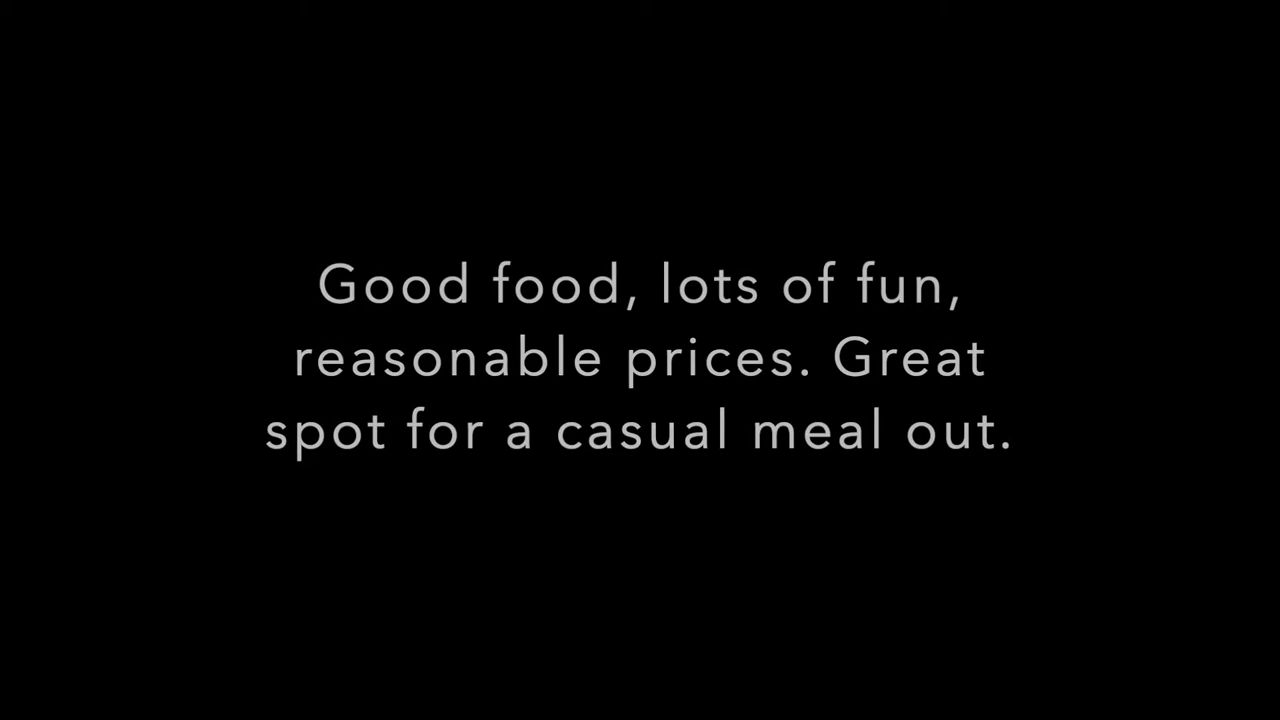 Good food, lots of fun,
reasonable prices. Great
spot for a casual meal out.